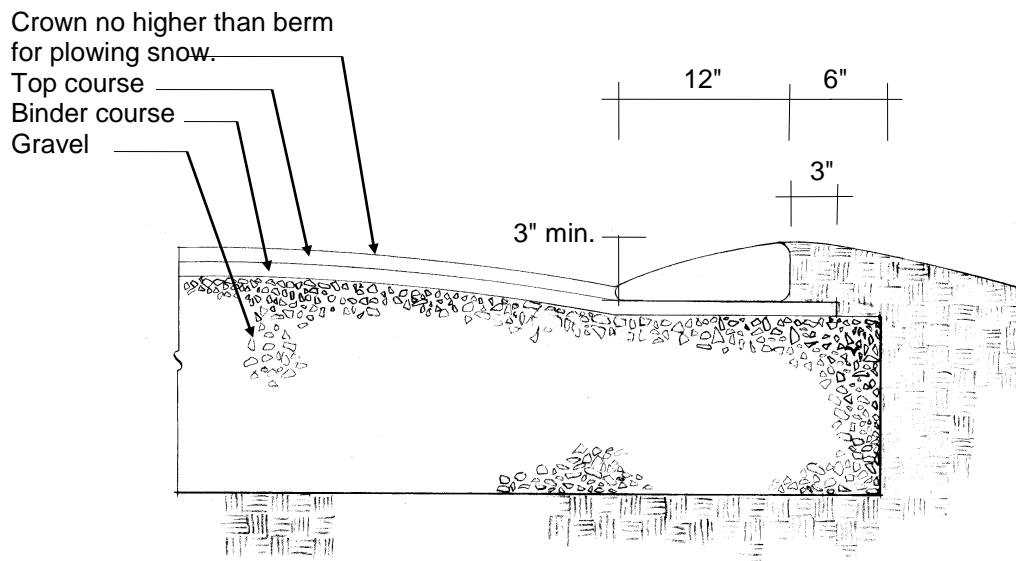 Crown no higher than berm
for plowing snow.
Top course
Binder course
Gravel
12"
6"
3"
3" min.